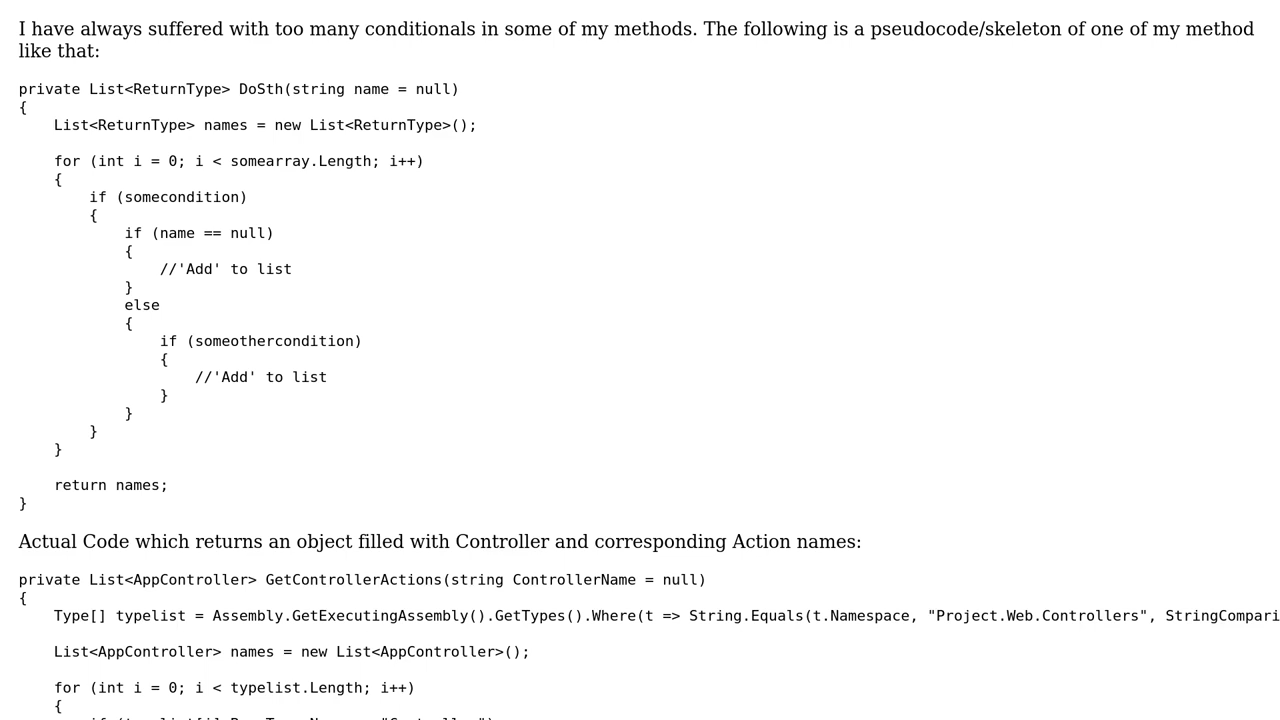 I have always suffered with too many conditionals in some of my methods. The following is a pseudocode/skeleton of one of my method
like that:
private List<ReturnType> DoSth(string name = null)
{
    List<ReturnType> names = new List<ReturnType>();
    for (int i = 0; i < somearray.Length; i++)
    {
        if (somecondition)
        {
            if (name == null)
            {
                //'Add' to list
            }
            else
            {
                if (someothercondition)
                {
                    //'Add' to list
                }
            }
        }
    }
    return names;
}
Actual Code which returns an object filled with Controller and corresponding Action names:
private List<AppController> GetControllerActions(string ControllerName = null)
{
    Type[] typelist = Assembly.GetExecutingAssembly().GetTypes().Where(t => String.Equals(t.Namespace, "Project.Web.Controllers", StringCompari
    List<AppController> names = new List<AppController>();
    for (int i = 0; i < typelist.Length; i++)
    {